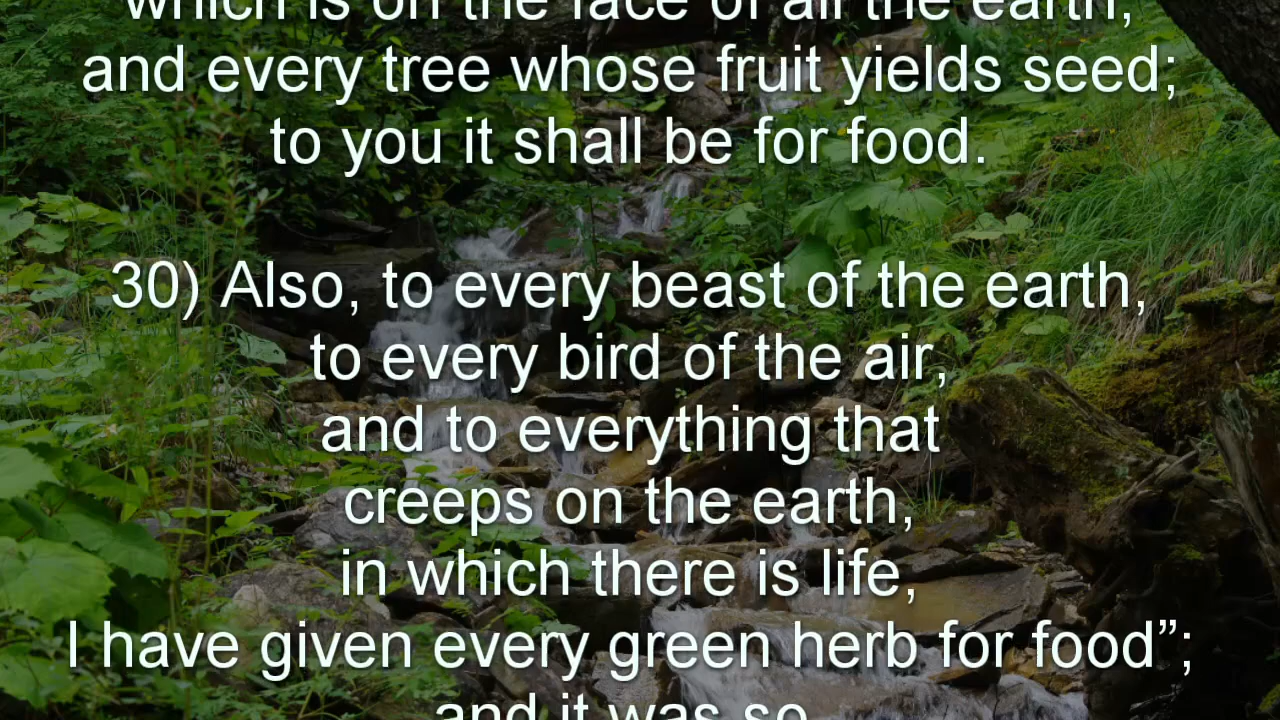 which is on the face of all the earth,
and every tree whose fruit yields seed;
to you it shall be for food.
30) Also, to every beast of the earth,
to every bird of the air,
and to everything that
creeps on the earth,
in which there is life,
I have given every green herb for food”;
and it was so.